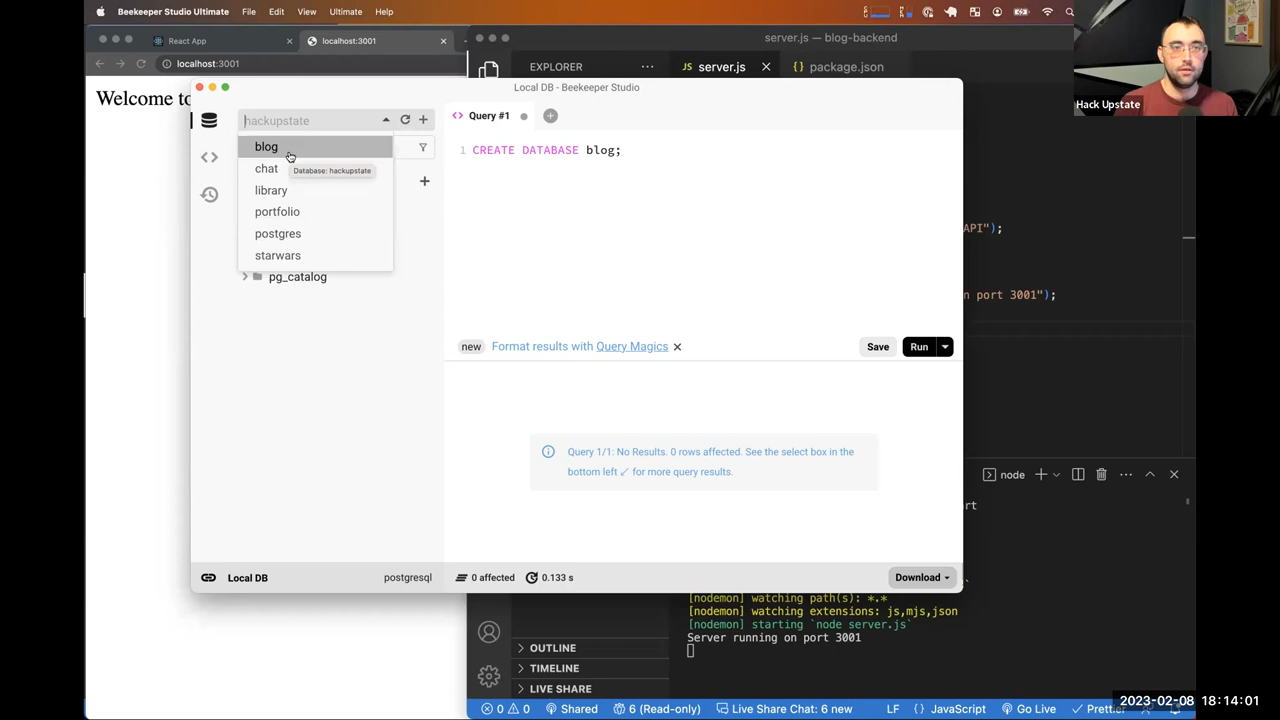 Beekeeper Studio Ultimate File Edit View Ultimate Help
React App
localhost:3001
server.js — blog-backend
localhost:3001
EXPLORER
server.js
{} package.json
Welcome to
Local DB - Beekeeper Studio
Hack Upstate
hackupstate
<> Query #1
blog
1 CREATE DATABASE blog;
chat
Database: hackupstate
library
portfolio
API");
postgres
starwars
pg_catalog
n port 3001");
new Format results with Query Magics
Save
Run
Query 1/1: No Results. 0 rows affected. See the select box in the
bottom left ↙ for more query results.
node
rt
Local DB
postgresql
0 affected
0.133 s
Download
[nodemon] watching path(s): *.*
[nodemon] watching extensions: js,mjs,json
[nodemon] starting `node server.js`
Server running on port 3001
OUTLINE
TIMELINE
LIVE SHARE
0 0 Shared 6 (Read-only) Live Share Chat: 6 new LF {} JavaScript Go Live Prettier
2023-02-08 18:14:01